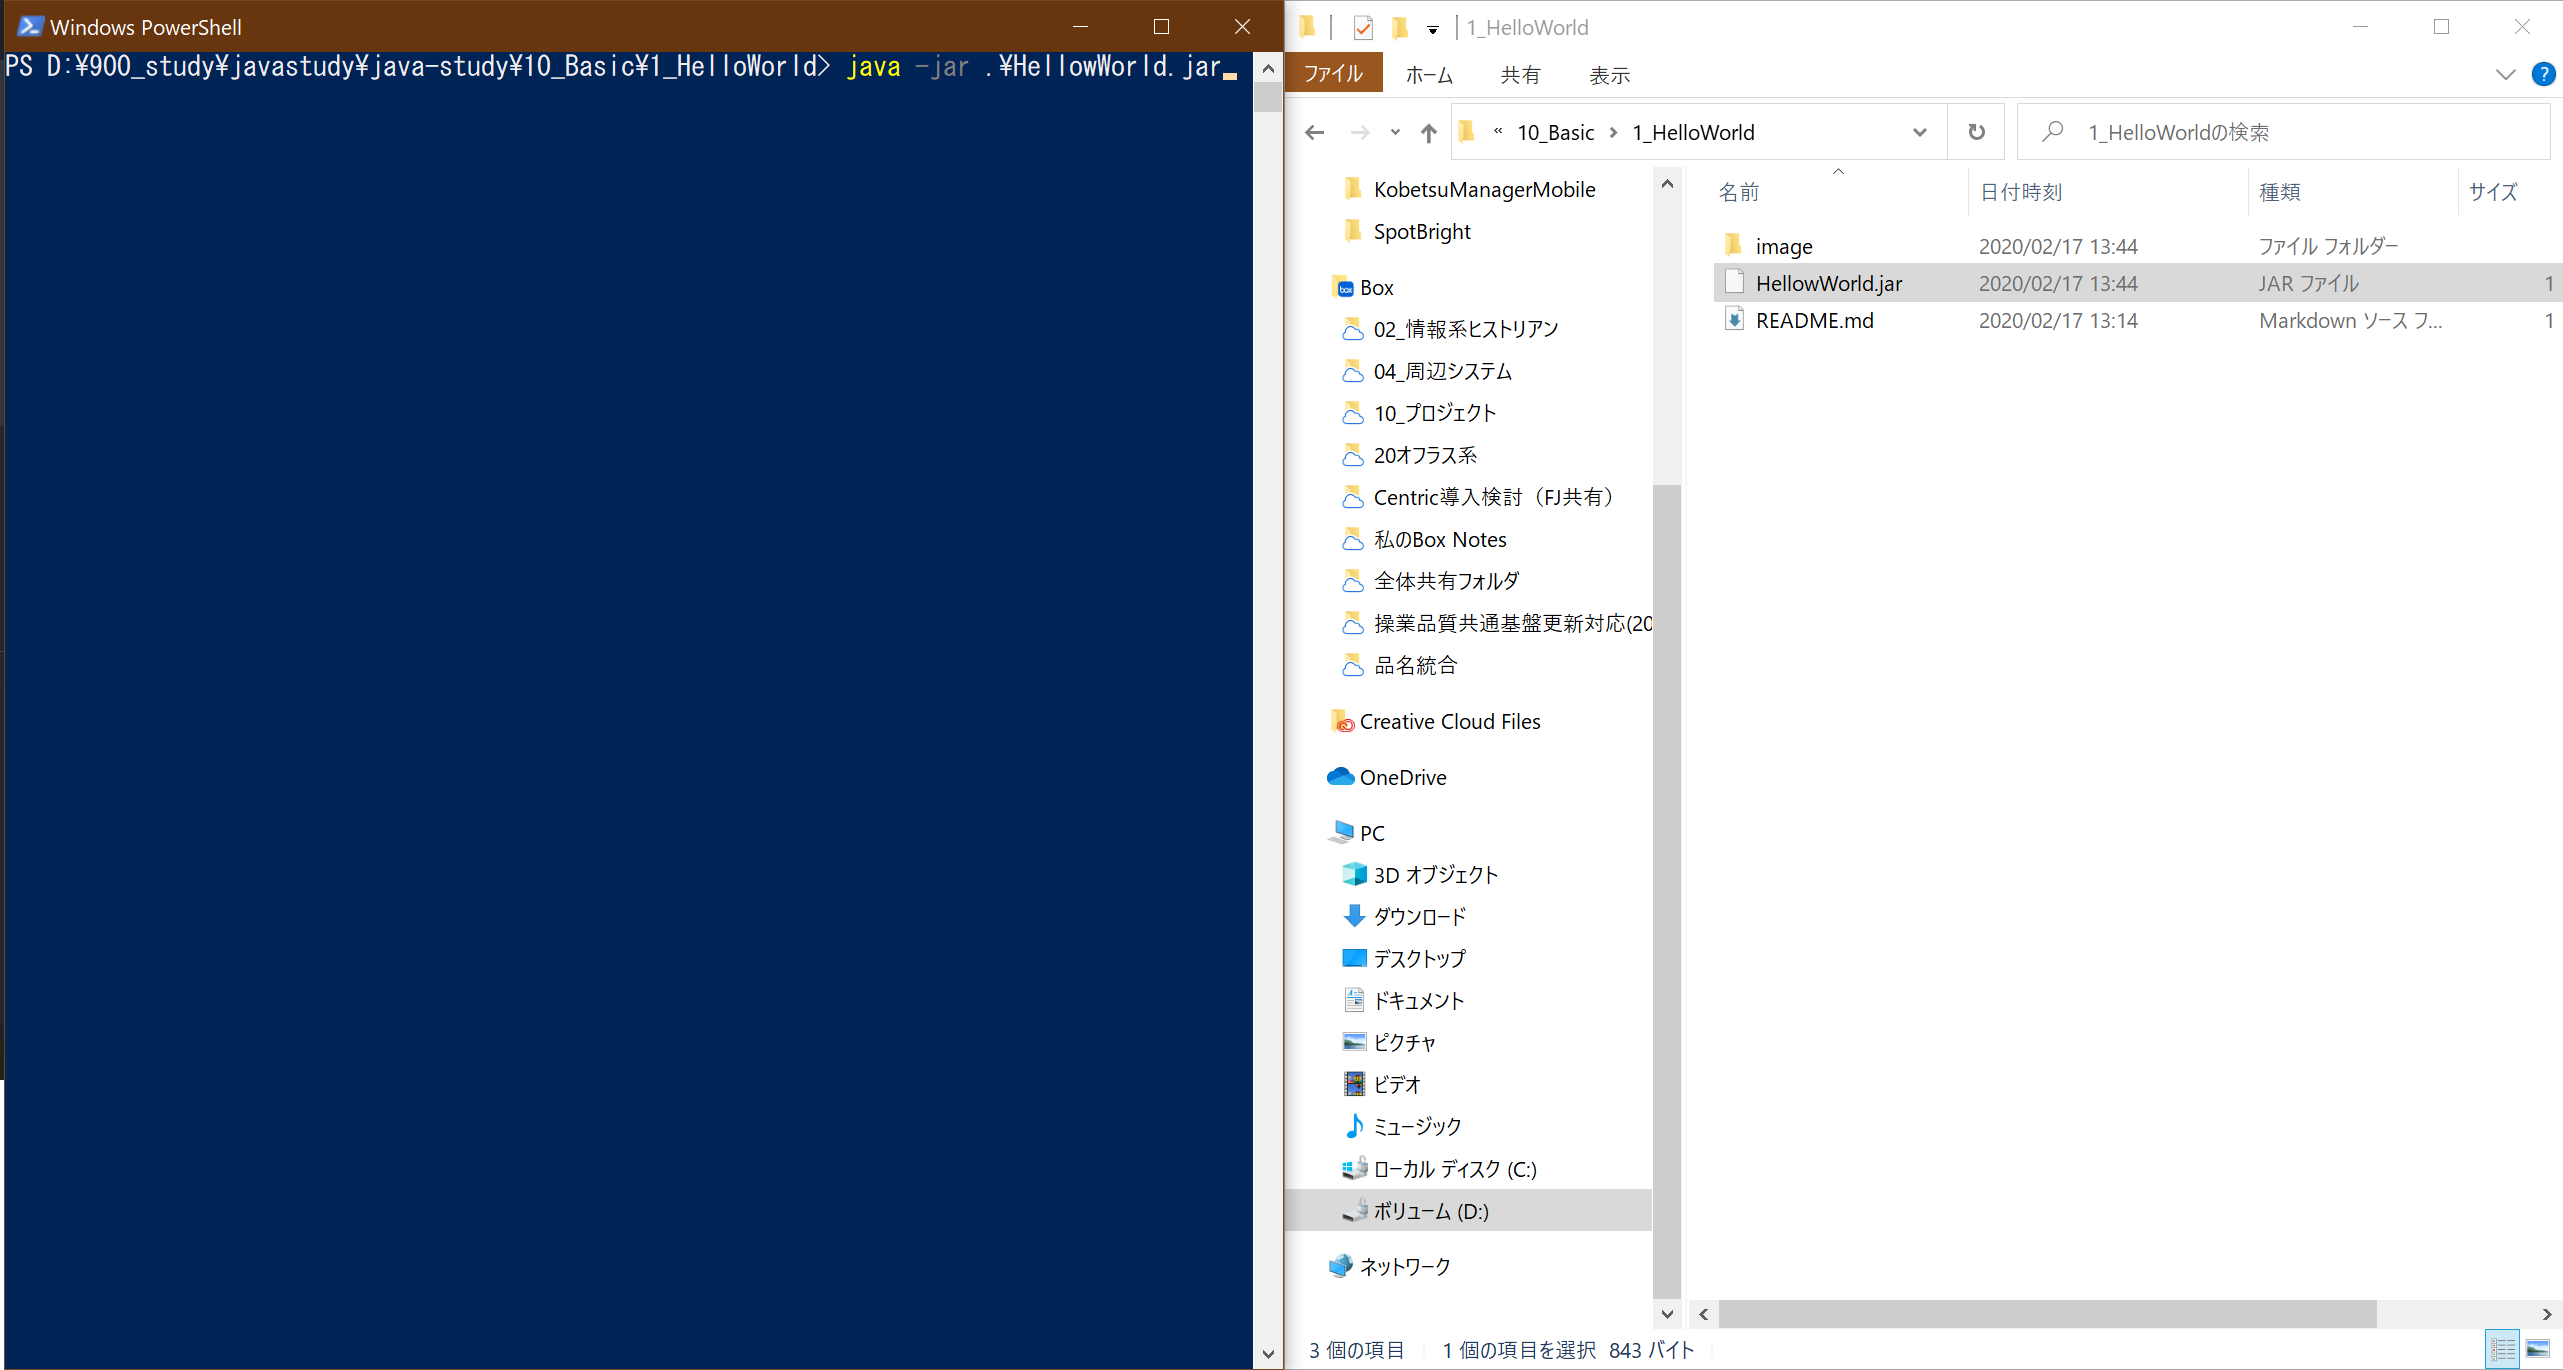 Windows PowerShell
PS D:¥900_study¥javastudy¥java-study¥10_Basic¥1_HelloWorld> java -jar .¥HellowWorld.jar
1_HelloWorld
ファイル ホーム 共有 表示
« 10_Basic > 1_HelloWorld
1_HelloWorldの検索
KobetsuManagerMobile
SpotBright
Box
02_情報系ヒストリアン
04_周辺システム
10_プロジェクト
20オフラス系
Centric導入検討（FJ共有）
私のBox Notes
全体共有フォルダ
操業品質共通基盤更新対応(20
品名統合
Creative Cloud Files
OneDrive
PC
3D オブジェクト
ダウンロード
デスクトップ
ドキュメント
ピクチャ
ビデオ
ミュージック
ローカル ディスク (C:)
ボリューム (D:)
ネットワーク
名前 日付時刻 種類 サイズ
image 2020/02/17 13:44 ファイル フォルダー
HellowWorld.jar 2020/02/17 13:44 JAR ファイル 1
README.md 2020/02/17 13:14 Markdown ソース フ... 1
3 個の項目 1 個の項目を選択 843 バイト